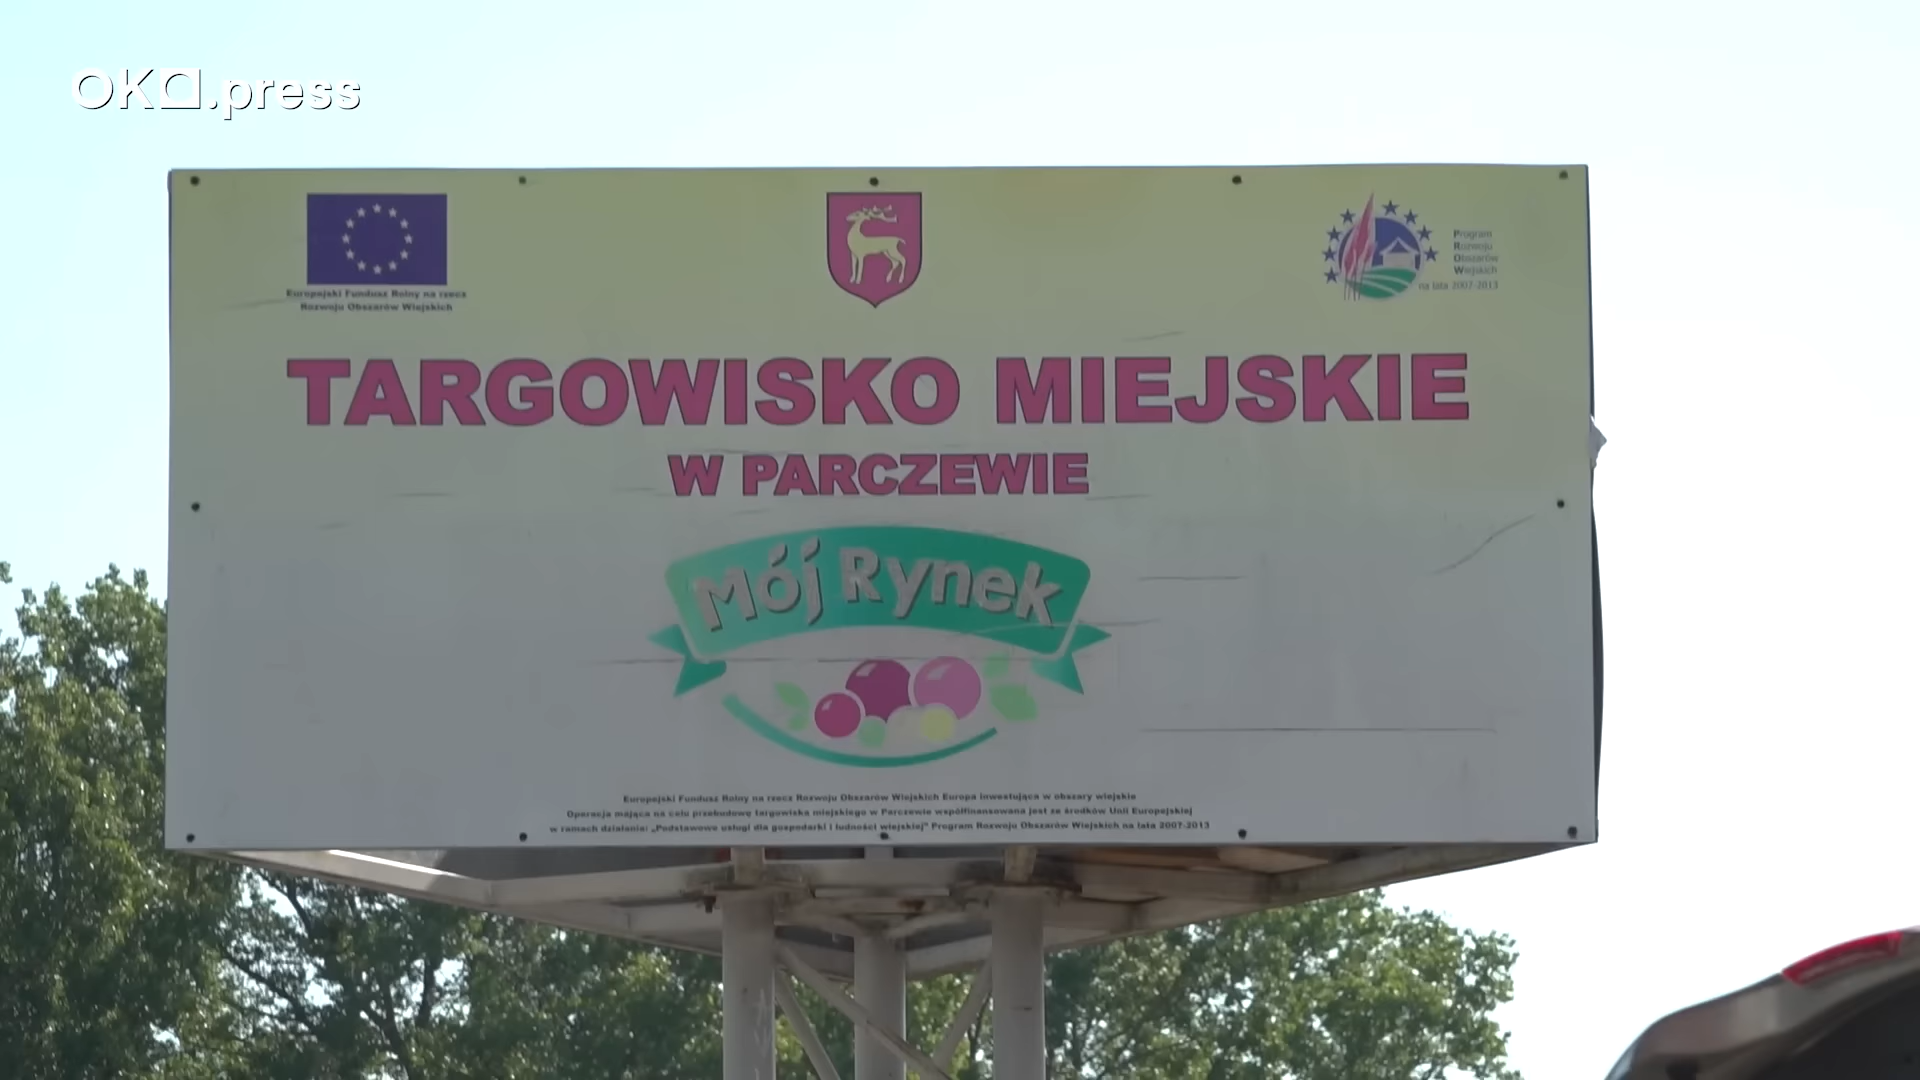 OKO.press
Europejski Fundusz Rolny na rzecz
Rozwoju Obszarów Wiejskich
Program
Rozwoju
Obszarów
Wiejskich
na lata 2007-2013
TARGOWISKO MIEJSKIE
W PARCZEWIE
Mój Rynek
Europejski Fundusz Rolny na rzecz Rozwoju Obszarów Wiejskich Europa inwestująca w obszary wiejskie
Operacja mająca na celu przebudowę targowiska miejskiego w Parczewie współfinansowana jest ze środków Unii Europejskiej
w ramach działania: „Podstawowe usługi dla gospodarki i ludności wiejskiej" Program Rozwoju Obszarów Wiejskich na lata 2007-2013